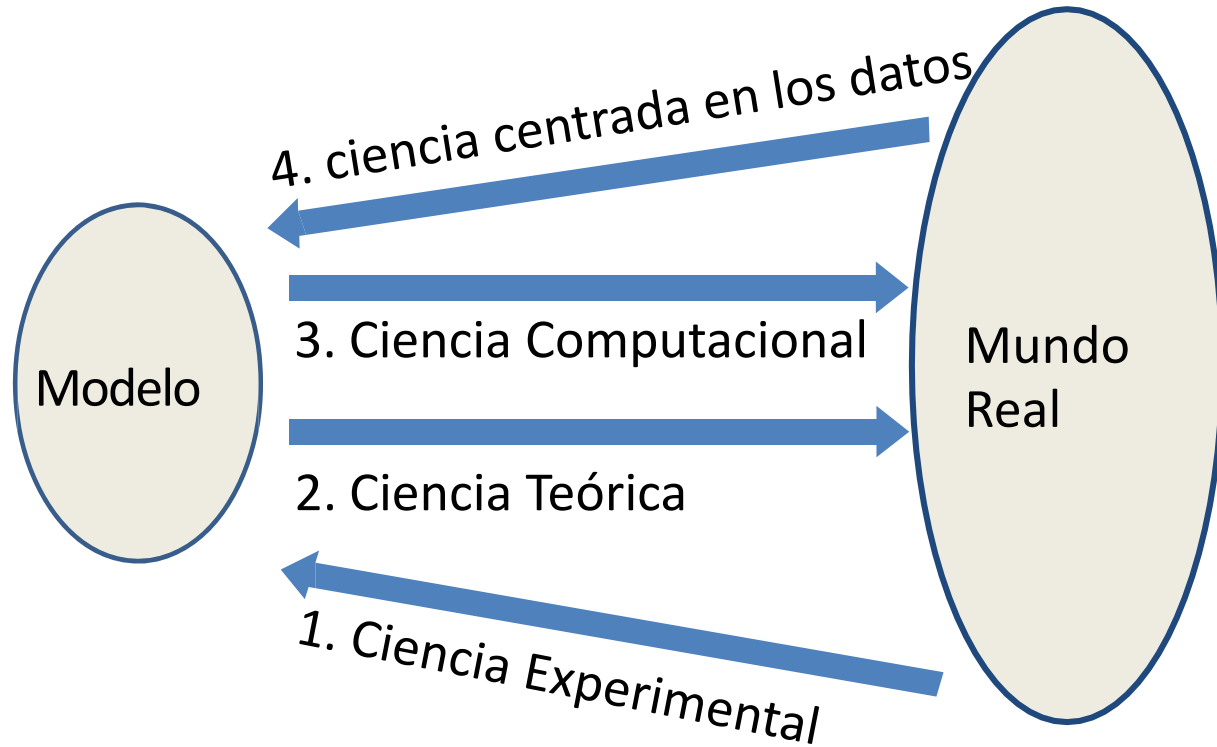 4. ciencia centrada en los datos
3. Ciencia Computacional
Modelo
Mundo
Real
2. Ciencia Teórica
1. Ciencia Experimental